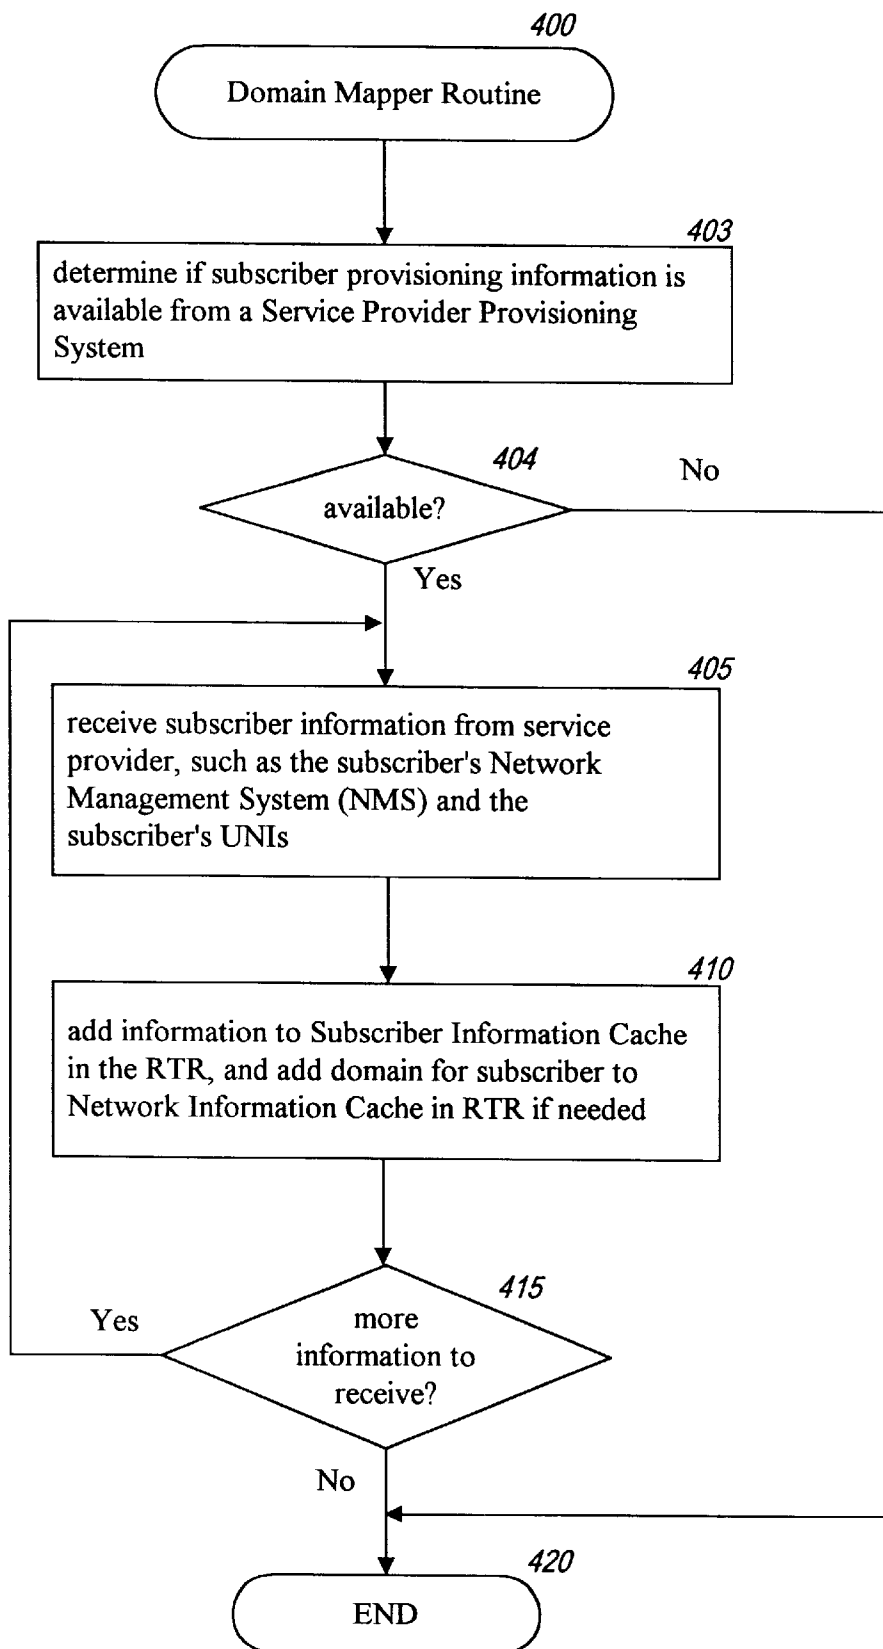 400
Domain Mapper Routine
403
determine if subscriber provisioning information is
available from a Service Provider Provisioning
System
404
No
available?
Yes
405
receive subscriber information from service
provider, such as the subscriber's Network
Management System (NMS) and the
subscriber's UNIs
410
add information to Subscriber Information Cache
in the RTR, and add domain for subscriber to
Network Information Cache in RTR if needed
415
Yes
more
information to
receive?
No
420
END